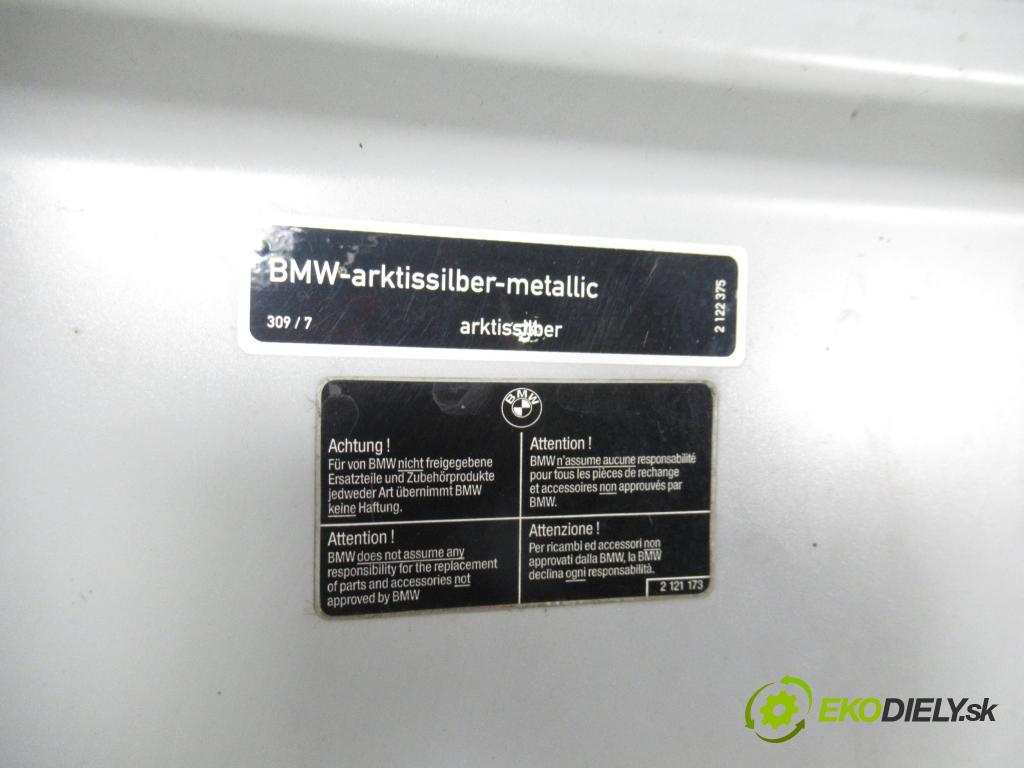 BMW-arktissilber-metallic
309 / 7
arktissilber
2 122 375
BMW
Achtung !
Für von BMW nicht freigegebene
Ersatzteile und Zubehörprodukte
jedweder Art übernimmt BMW
keine Haftung.
Attention !
BMW n'assume aucune responsabilité
pour tous les pièces de rechange
et accessoires non approuvés par
BMW.
Attention !
BMW does not assume any
responsibility for the replacement
of parts and accessories not
approved by BMW
Attenzione !
Per ricambi ed accessori non
approvati dalla BMW, la BMW
declina ogni responsabilità.
2 121 173
EKODIELY.sk